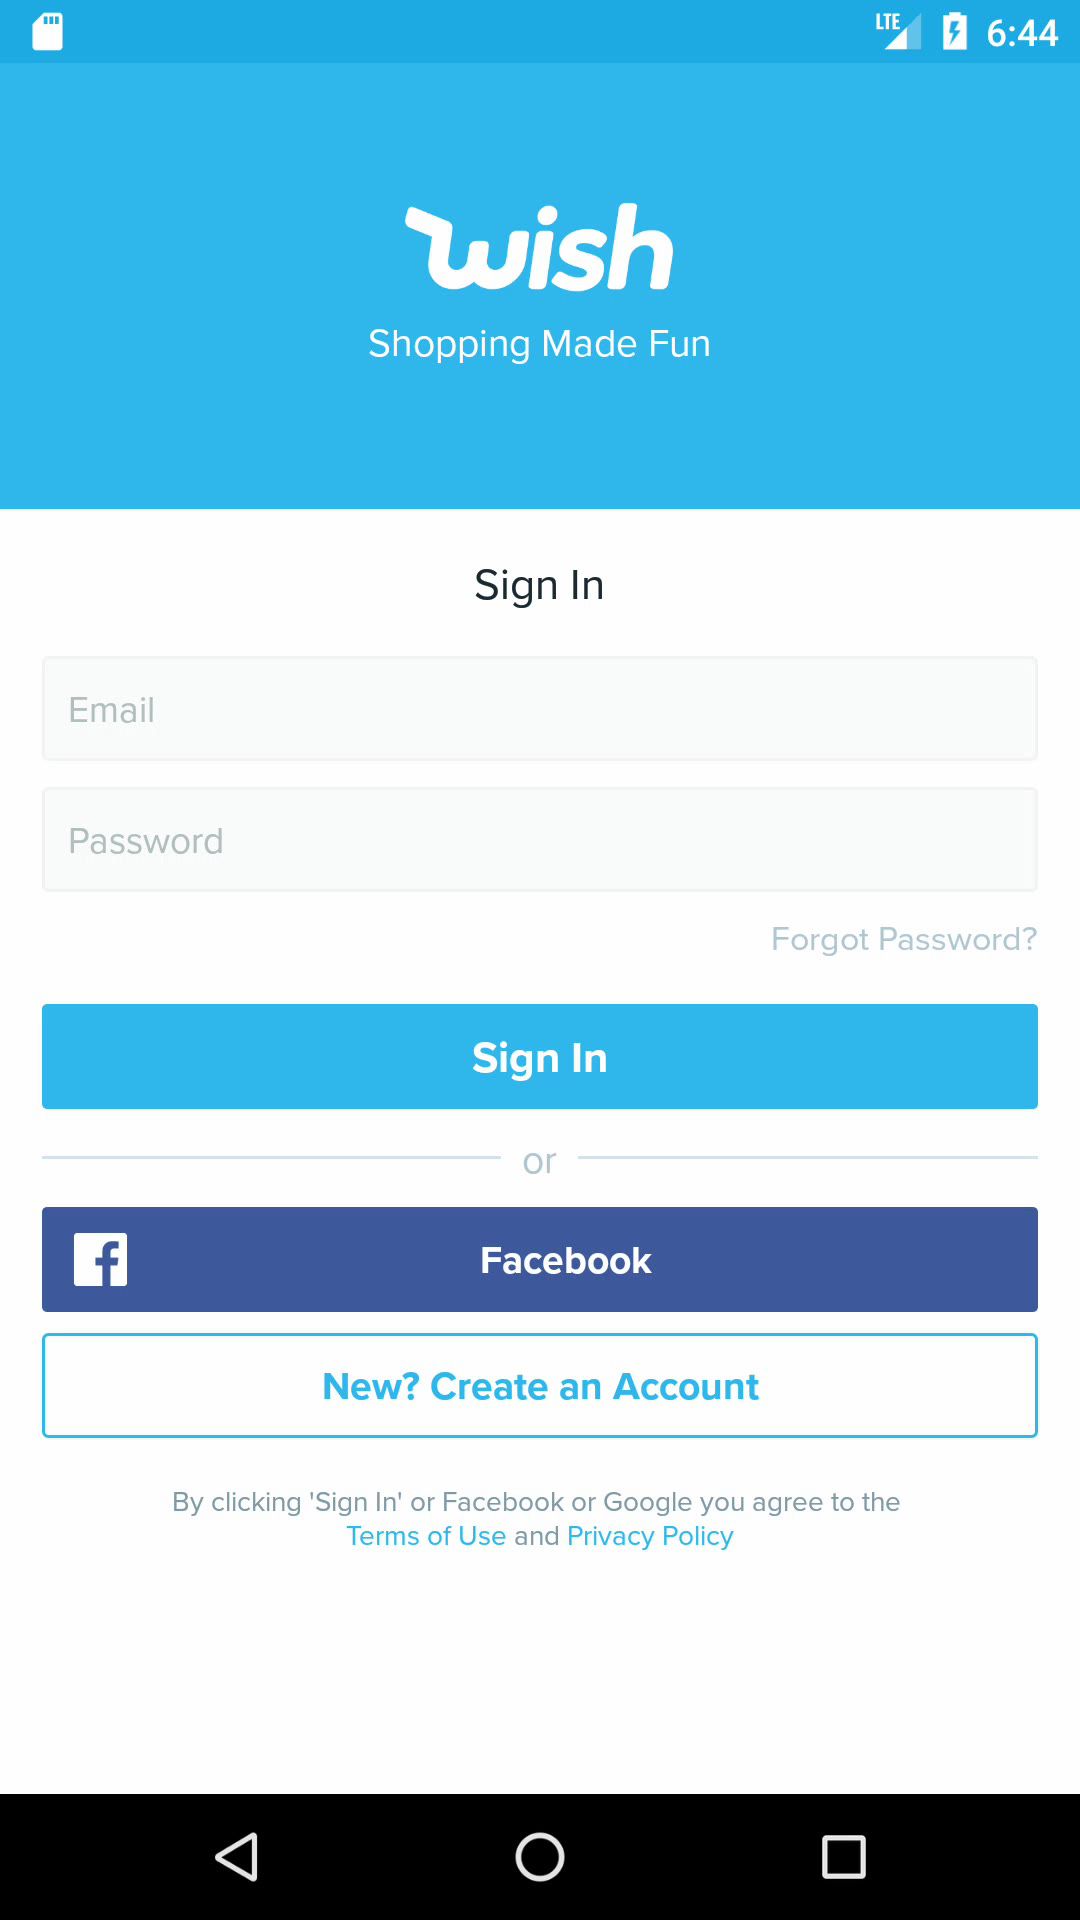 LTE 6:44
wish
Shopping Made Fun
Sign In
Email
Password
Forgot Password?
Sign In
or
Facebook
New? Create an Account
By clicking 'Sign In' or Facebook or Google you agree to the
Terms of Use and Privacy Policy